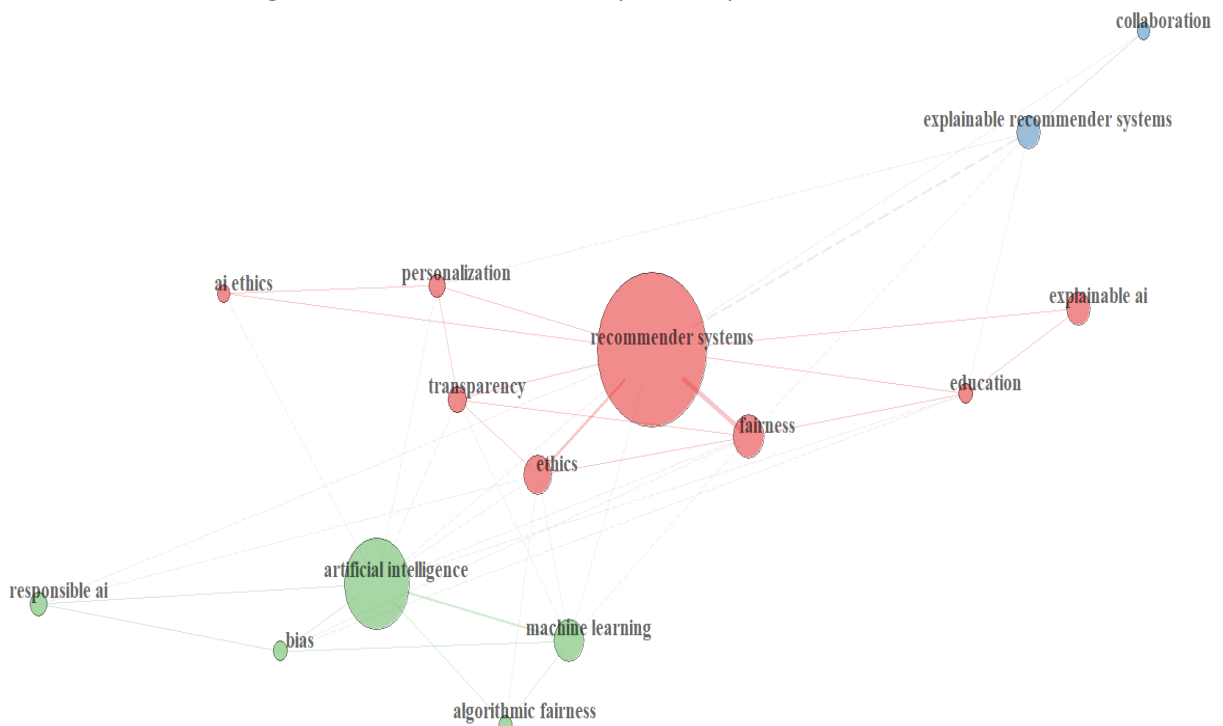 collaboration
explainable recommender systems
personalization
ai ethics
explainable ai
recommender systems
transparency
education
fairness
ethics
artificial intelligence
responsible ai
machine learning
bias
algorithmic fairness